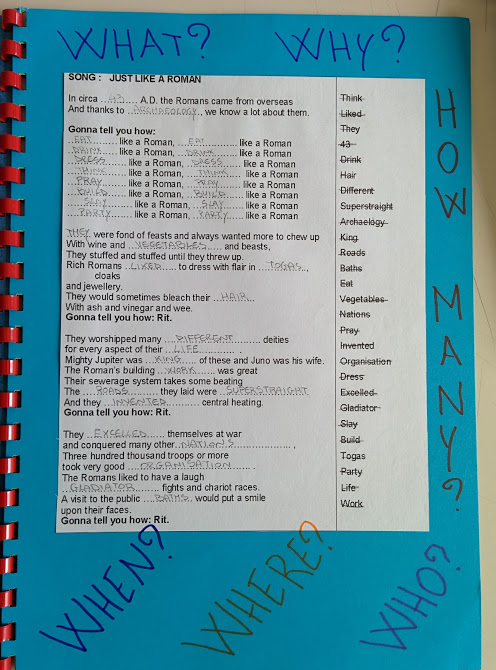 WHAT? WHY?
SONG : JUST LIKE A ROMAN
In circa ....43..... A.D. the Romans came from overseas
And thanks to ..ARCHAEOLOGY.., we know a lot about them.
Gonna tell you how:
..EAT.......... like a Roman, ...EAT............ like a Roman
..DRINK...... like a Roman, ...DRINK........ like a Roman
..DRESS...... like a Roman, ...DRESS....... like a Roman
...THINK...... like a Roman, ...THINK....... like a Roman
...PRAY........ like a Roman, ...PRAY........ like a Roman
...BUILD...... like a Roman, ...BUILD....... like a Roman
...SLAY........ like a Roman, ...SLAY........ like a Roman
...PARTY...... like a Roman, ...PARTY....... like a Roman
.THEY.. were fond of feasts and always wanted more to chew up
With wine and ..VEGETABLES..... and beasts,
They stuffed and stuffed until they threw up.
Rich Romans ..LIKED...... to dress with flair in ..TOGAS..,
cloaks
and jewellery.
They would sometimes bleach their ..HAIR...
With ash and vinegar and wee.
Gonna tell you how: Rit.
They worshipped many ...DIFFERENT.......... deities
for every aspect of their ...LIFE............. .
Mighty Jupiter was ...KING...... of these and Juno was his wife.
The Roman's building ...WORK...... was great
Their sewerage system takes some beating
The ...ROADS........ they laid were ..SUPERSTRAIGHT
And they ...INVENTED......... central heating.
Gonna tell you how: Rit.
They ...EXCELLED...... themselves at war
and conquered many other ..NATIONS..................,
Three hundred thousand troops or more
took very good ....ORGANISATION....... .
The Romans liked to have a laugh
..GLADIATOR......... fights and chariot races.
A visit to the public ...BATHS... would put a smile
upon their faces.
Gonna tell you how: Rit.
Think
Liked
They
43
Drink
Hair
Different
Superstraight
Archaelogy
King
Roads
Baths
Eat
Vegetables
Nations
Pray
Invented
Organisation
Dress
Excelled
Gladiator
Slay
Build
Togas
Party
Life
Work
HOW MANY?
WHEN? WHERE? WHO?